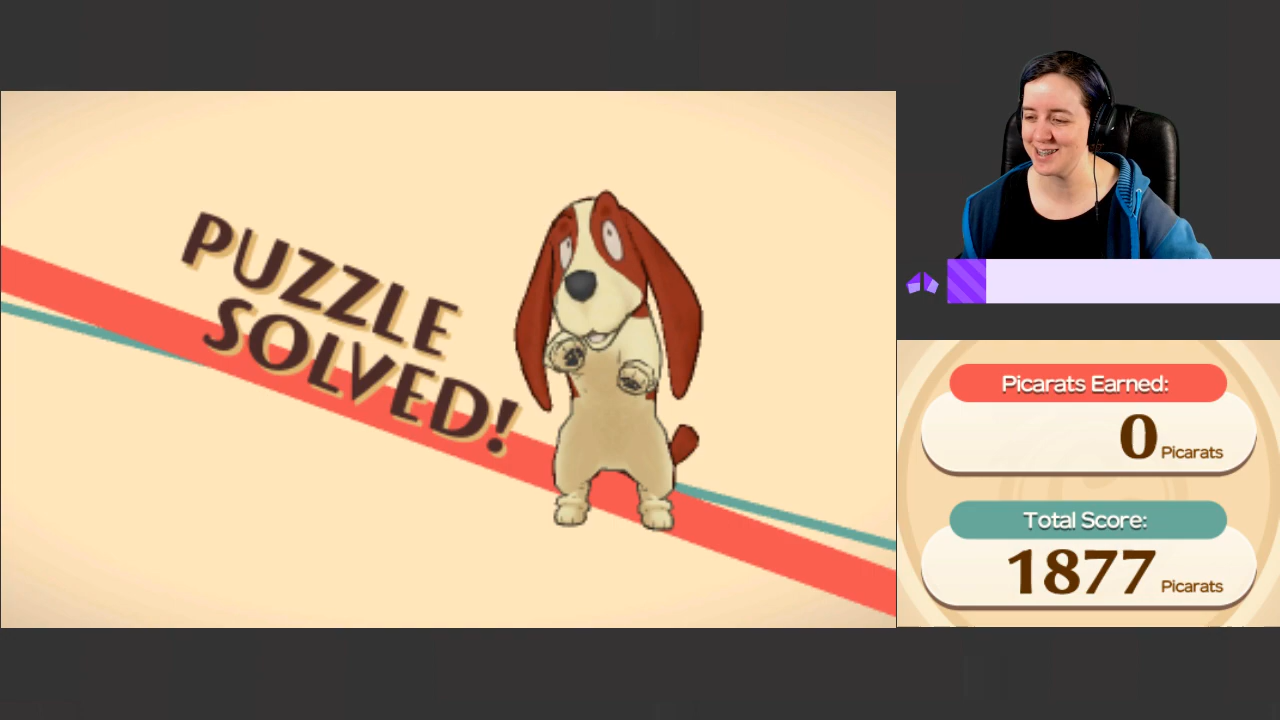 PUZZLE
SOLVED!
Picarats Earned:
0 Picarats
Total Score:
1877 Picarats